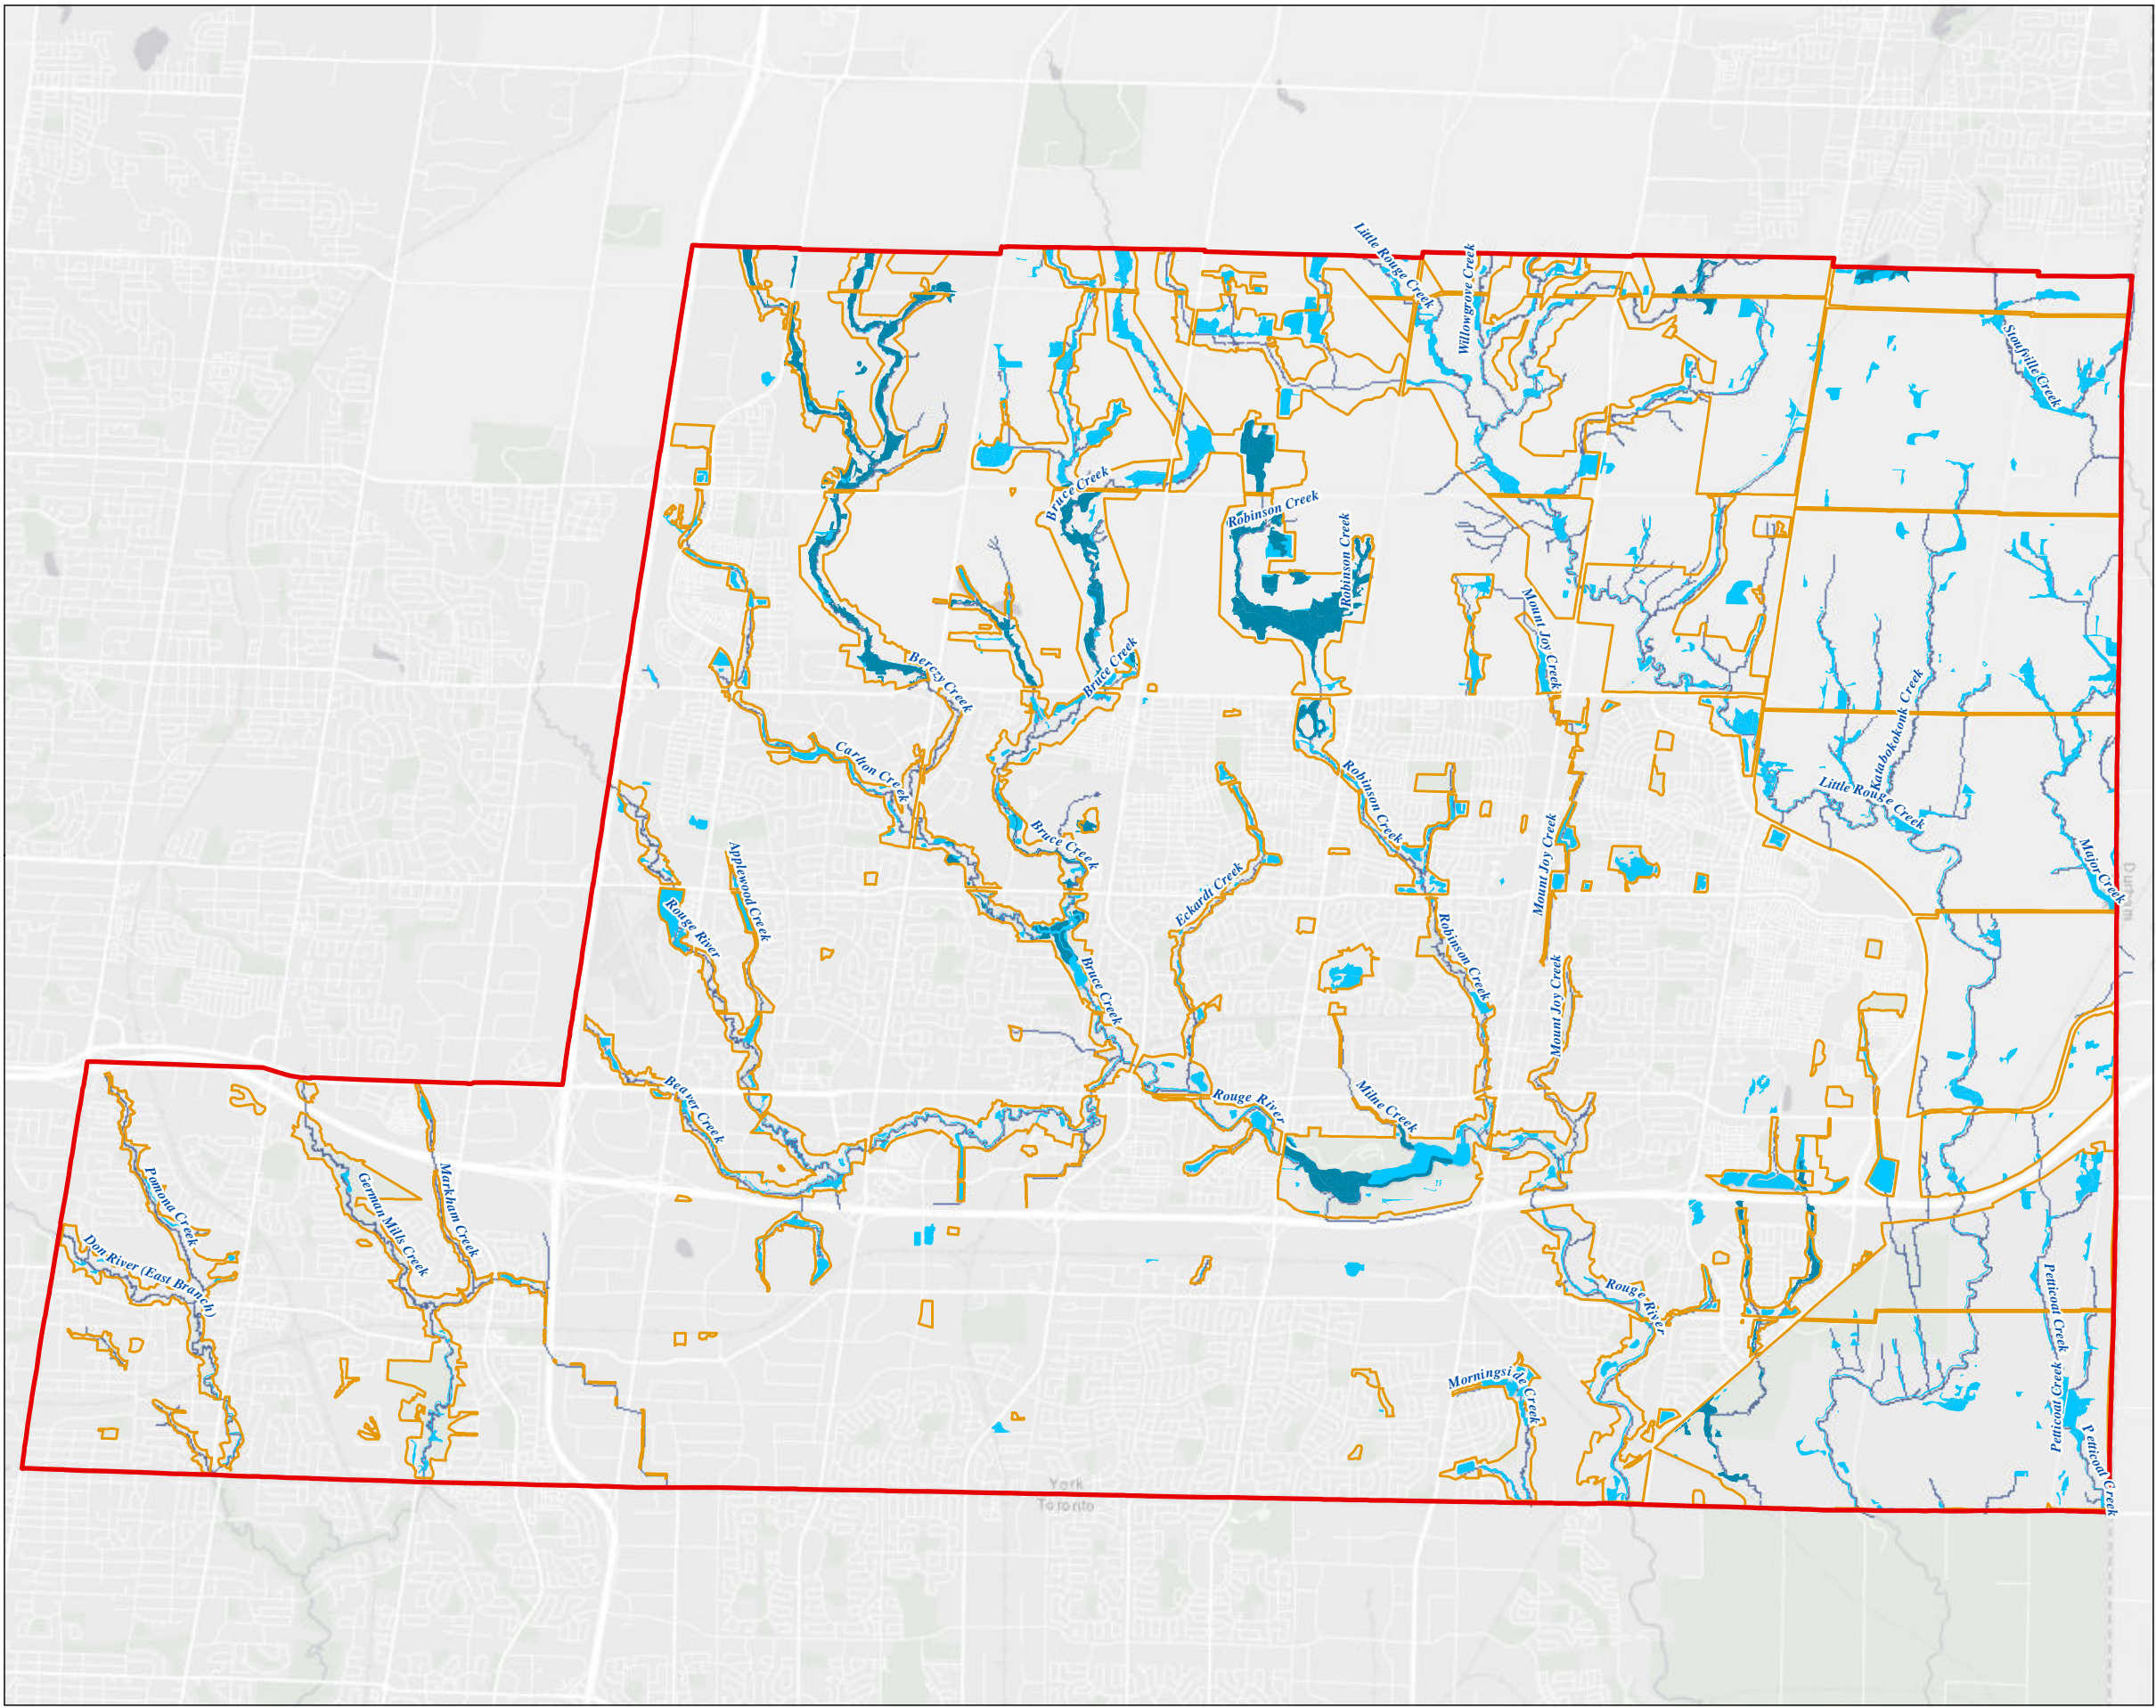 Little Rouge Creek
Willowgrove Creek
Stoufville Creek
Bruce Creek
Robinson Creek
Robinson Creek
Mount Joy Creek
Bruce Creek
Berczy Creek
Katabokokonk Creek
Carlton Creek
Robinson Creek
Little Rouge Creek
Bruce Creek
Mount Joy Creek
Applewood Creek
Major Creek
Durham
Eckardt Creek
Rouge River
Robinson Creek
Bruce Creek
Mount Joy Creek
Beaver Creek
Rouge River
Milne Creek
Pomona Creek
German Mills Creek
Markham Creek
Don River (East Branch)
Rouge River
Petticoat Creek
Morningside Creek
Petticoat Creek
Petticoat Creek
York
Toronto